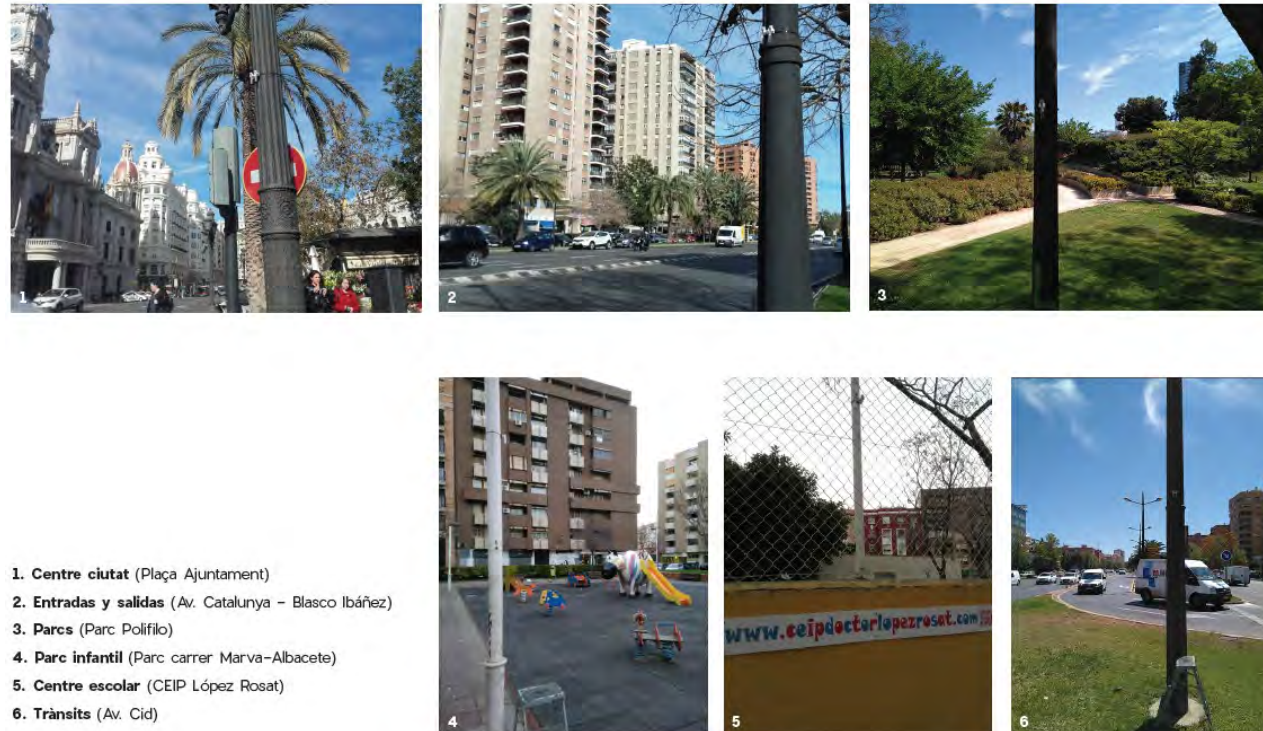 1
2
3
1. Centre ciutat (Plaça Ajuntament)
2. Entradas y salidas (Av. Catalunya – Blasco Ibáñez)
3. Parcs (Parc Polifilo)
4. Parc infantil (Parc carrer Marva-Albacete)
5. Centre escolar (CEIP López Rosat)
6. Trànsits (Av. Cid)
4
www.ceipdoctorlopezrosat.com
5
6